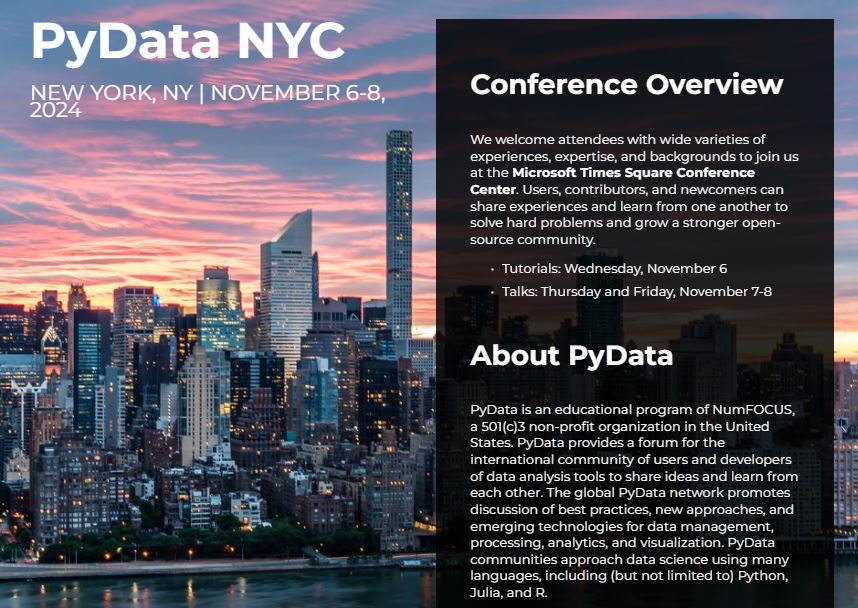 PyData NYC
NEW YORK, NY | NOVEMBER 6-8,
2024
Conference Overview
We welcome attendees with wide varieties of
experiences, expertise, and backgrounds to join us
at the Microsoft Times Square Conference
Center. Users, contributors, and newcomers can
share experiences and learn from one another to
solve hard problems and grow a stronger open-
source community.
• Tutorials: Wednesday, November 6
• Talks: Thursday and Friday, November 7-8
About PyData
PyData is an educational program of NumFOCUS,
a 501(c)3 non-profit organization in the United
States. PyData provides a forum for the
international community of users and developers
of data analysis tools to share ideas and learn from
each other. The global PyData network promotes
discussion of best practices, new approaches, and
emerging technologies for data management,
processing, analytics, and visualization. PyData
communities approach data science using many
languages, including (but not limited to) Python,
Julia, and R.